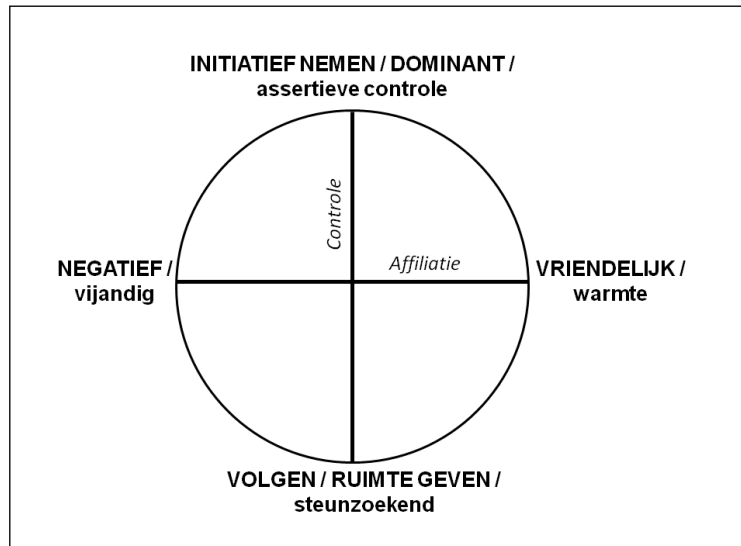 INITIATIEF NEMEN / DOMINANT /
assertieve controle
Controle
Affiliatie
NEGATIEF /
vijandig
VRIENDELIJK /
warmte
VOLGEN / RUIMTE GEVEN /
steunzoekend